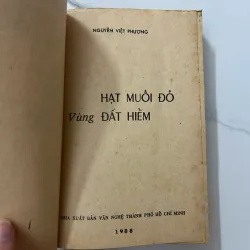 NGUYỄN VIỆT PHƯƠNG
HẠT MUỐI ĐỎ
Vùng ĐẤT HIỂM
NHA XUẤT BẢN VĂN NGHỆ THÀNH PHỐ HỒ CHÍ MINH
1988